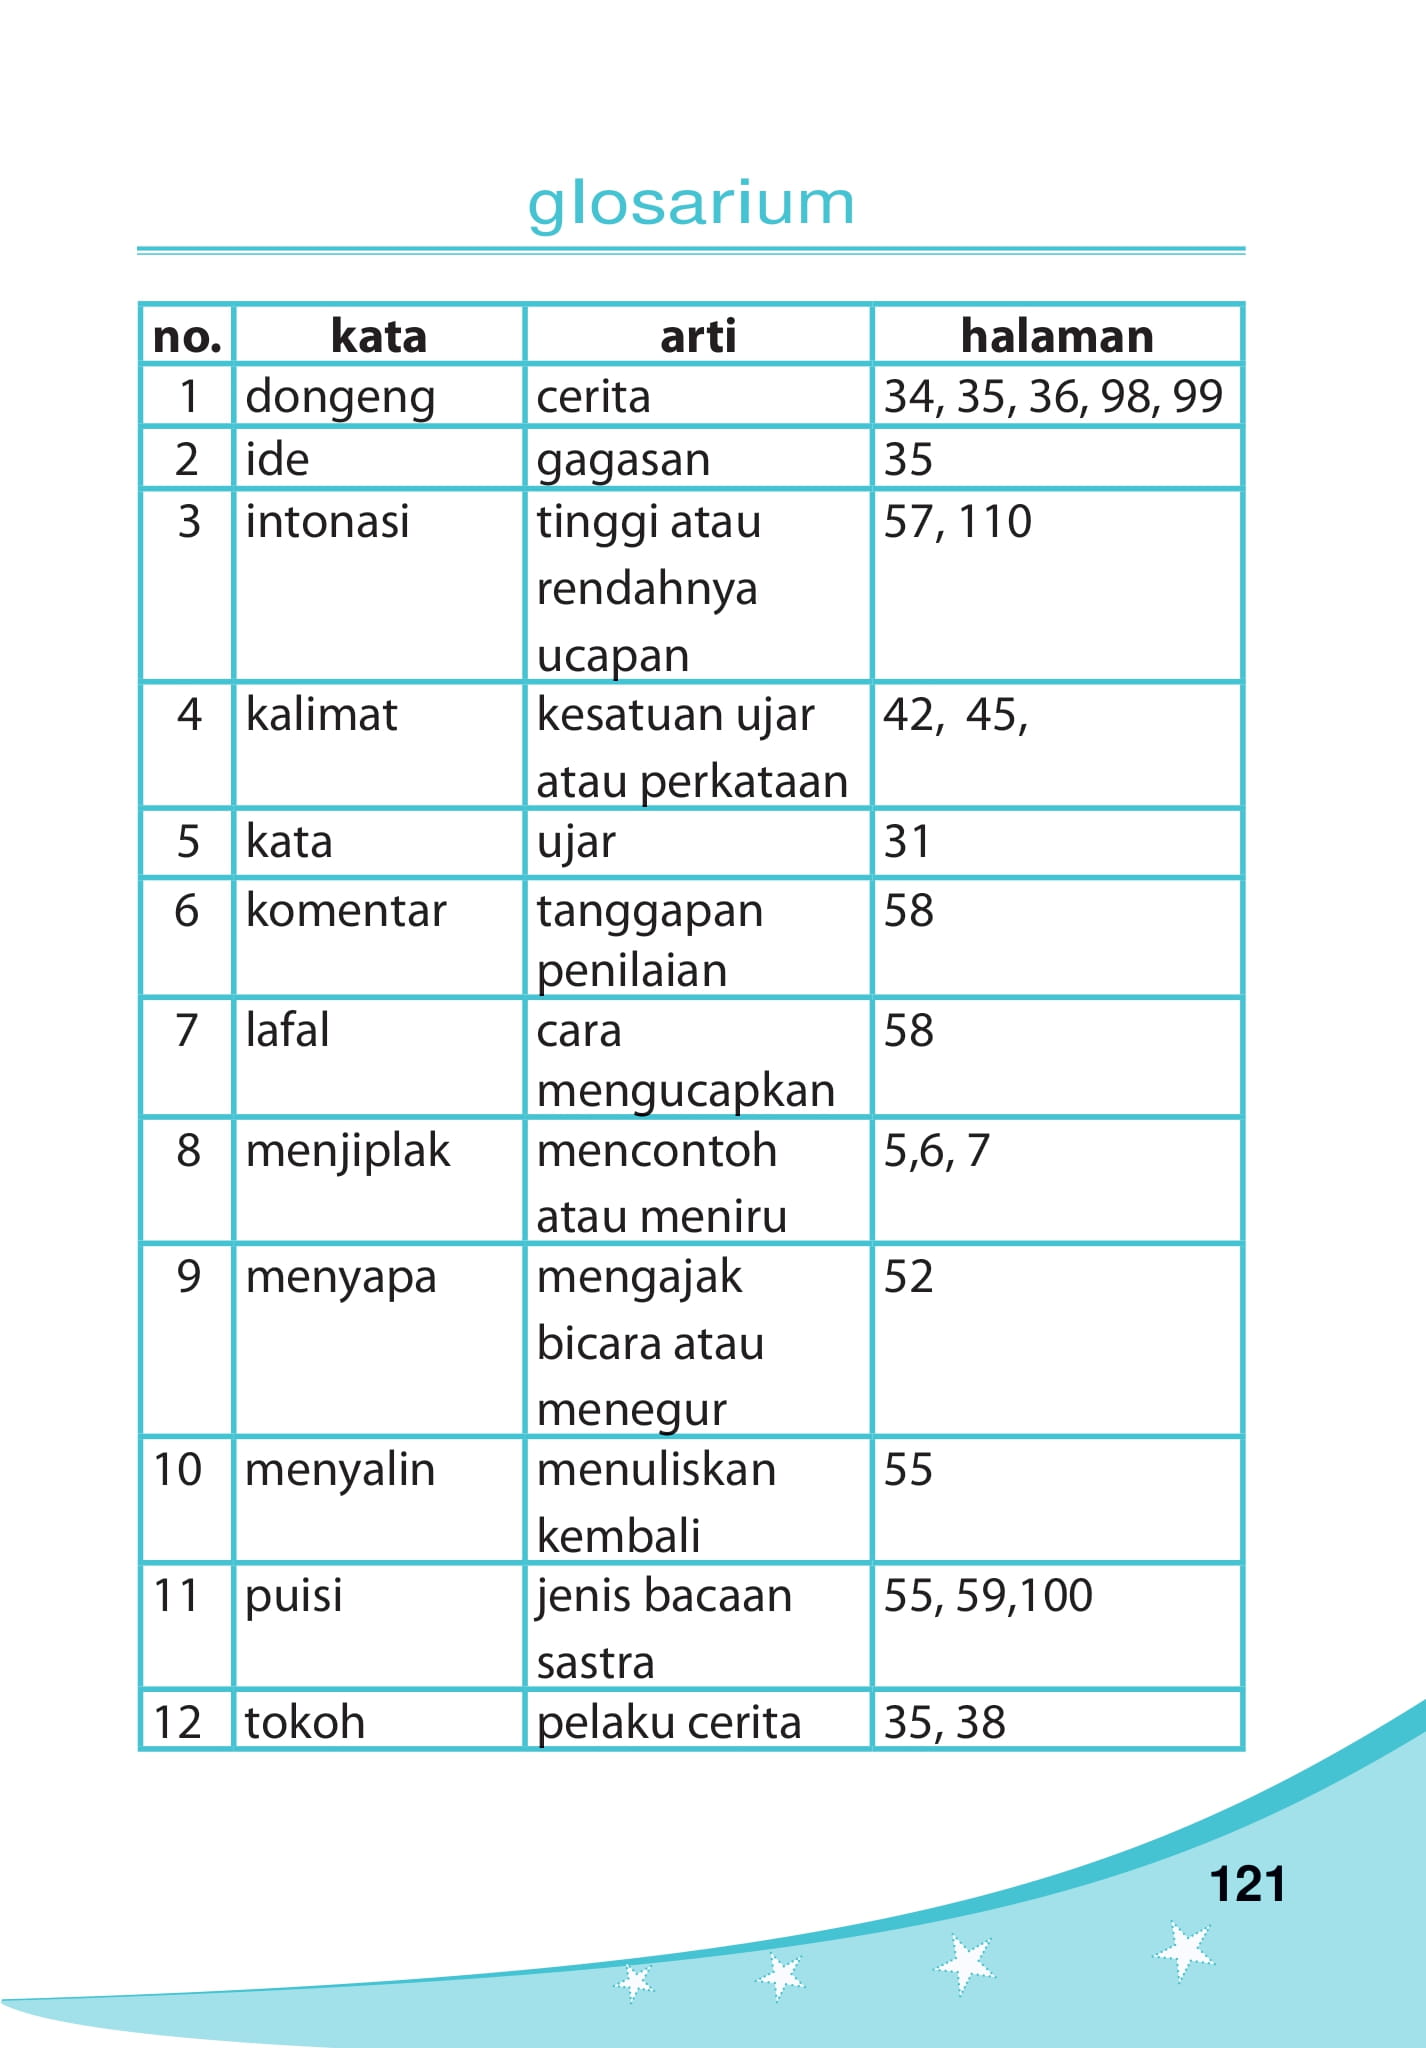 glosarium
no. kata arti halaman
1 dongeng cerita 34, 35, 36, 98, 99
2 ide gagasan 35
3 intonasi tinggi atau 57, 110
rendahnya
ucapan
4 kalimat kesatuan ujar 42, 45,
atau perkataan
5 kata ujar 31
6 komentar tanggapan 58
penilaian
7 lafal cara 58
mengucapkan
8 menjiplak mencontoh 5,6, 7
atau meniru
9 menyapa mengajak 52
bicara atau
menegur
10 menyalin menuliskan 55
kembali
11 puisi jenis bacaan 55, 59,100
sastra
12 tokoh pelaku cerita 35, 38
121